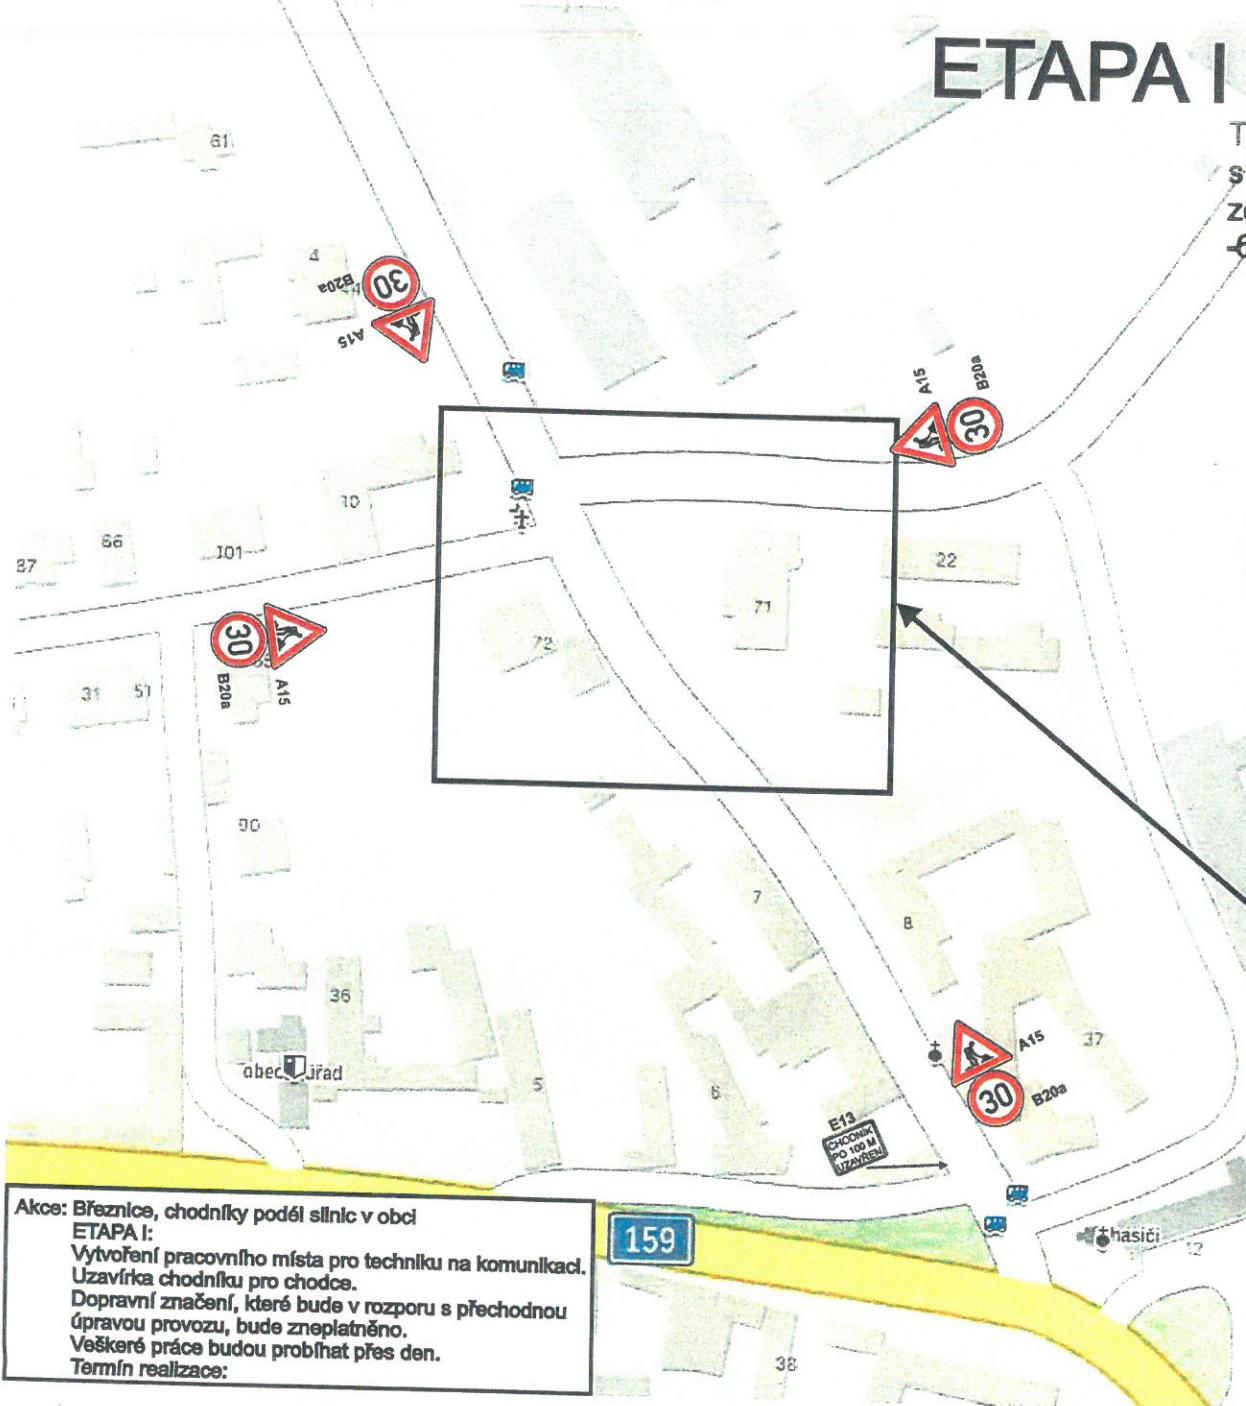 ETAPA I
61
4
B20a
30
A15
A15
B20a
30
10
101
66
87
22
71
72
30
B20a
A15
31
51
90
7
8
36
obec
úřad
5
6
37
A15
30
B20a
E13
CHODNÍK
PO 100 M
UZAVŘEN
159
hasiči
12
38
Akce: Březnice, chodníky podél silnic v obci
ETAPA I:
Vytvoření pracovního místa pro techniku na komunikaci.
Uzavírka chodníku pro chodce.
Dopravní značení, které bude v rozporu s přechodnou
úpravou provozu, bude zneplatněno.
Veškeré práce budou probíhat přes den.
Termín realizace: